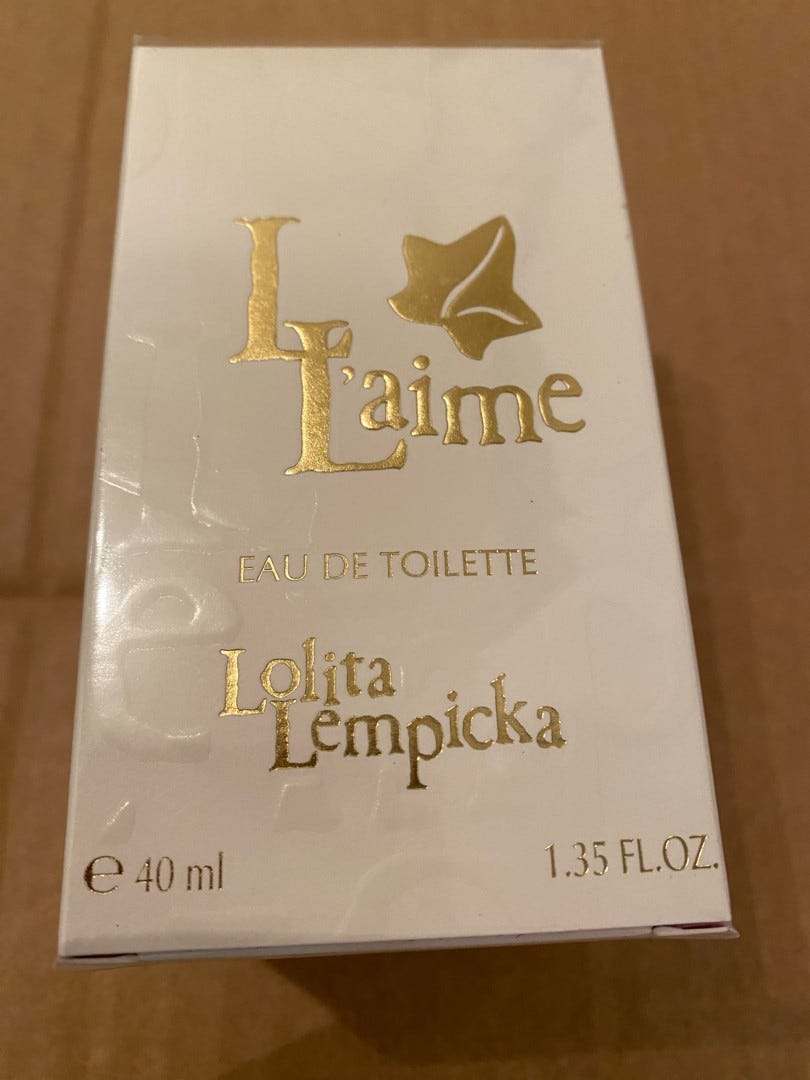 L
L'aime
EAU DE TOILETTE
Lolita
Lempicka
℮ 40 ml
1.35 FL.OZ.